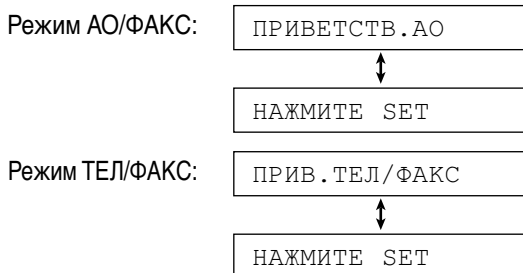 Режим АО/ФАКС: ПРИВЕТСТВ.АО
НАЖМИТЕ SET
Режим ТЕЛ/ФАКС: ПРИВ.ТЕЛ/ФАКС
НАЖМИТЕ SET